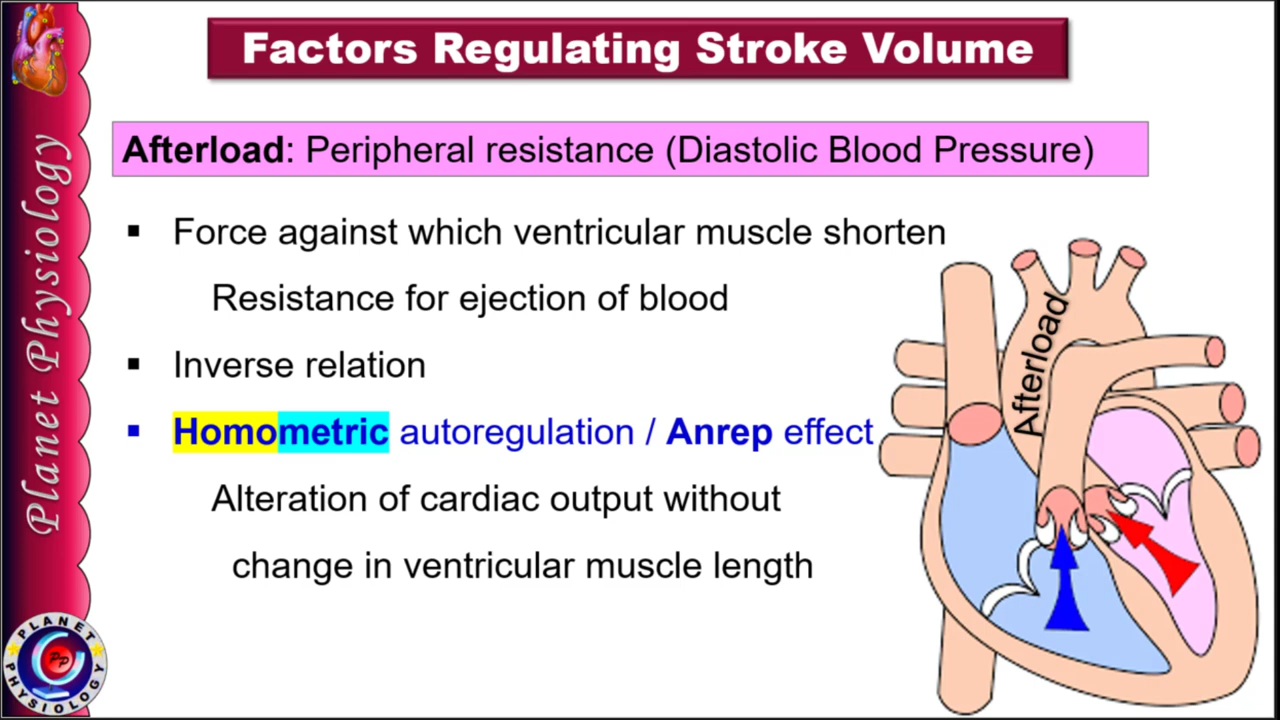 Factors Regulating Stroke Volume
Afterload: Peripheral resistance (Diastolic Blood Pressure)
▪ Force against which ventricular muscle shorten
Resistance for ejection of blood
▪ Inverse relation
▪ Homometric autoregulation / Anrep effect
Alteration of cardiac output without
change in ventricular muscle length
Afterload
Planet Physiology
PLANET
PP
PHYSIOLOGY